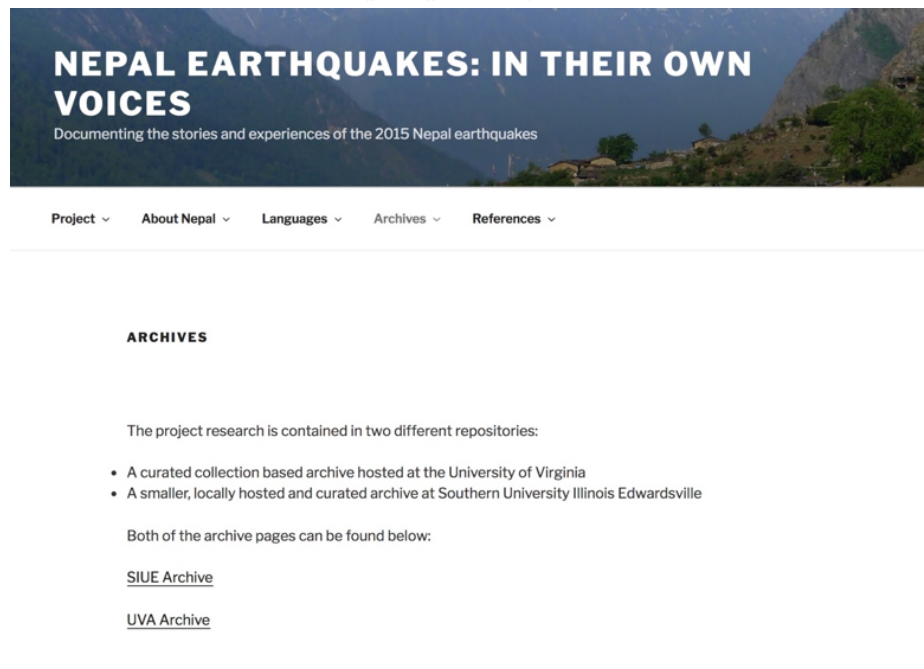 NEPAL EARTHQUAKES: IN THEIR OWN
VOICES
Documenting the stories and experiences of the 2015 Nepal earthquakes
Project About Nepal Languages Archives References
ARCHIVES
The project research is contained in two different repositories:
• A curated collection based archive hosted at the University of Virginia
• A smaller, locally hosted and curated archive at Southern University Illinois Edwardsville
Both of the archive pages can be found below:
SIUE Archive
UVA Archive